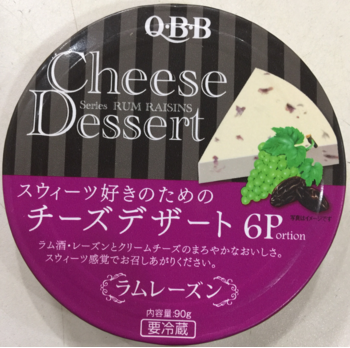 Q・B・B
Cheese
Series RUM RAISINS
Dessert
スウィーツ好きのための
チーズデザート 6Portion
ラム酒・レーズンとクリームチーズのまろやかなおいしさ。
スウィーツ感覚でお召しあがりください。
ラムレーズン
内容量:90g
要冷蔵